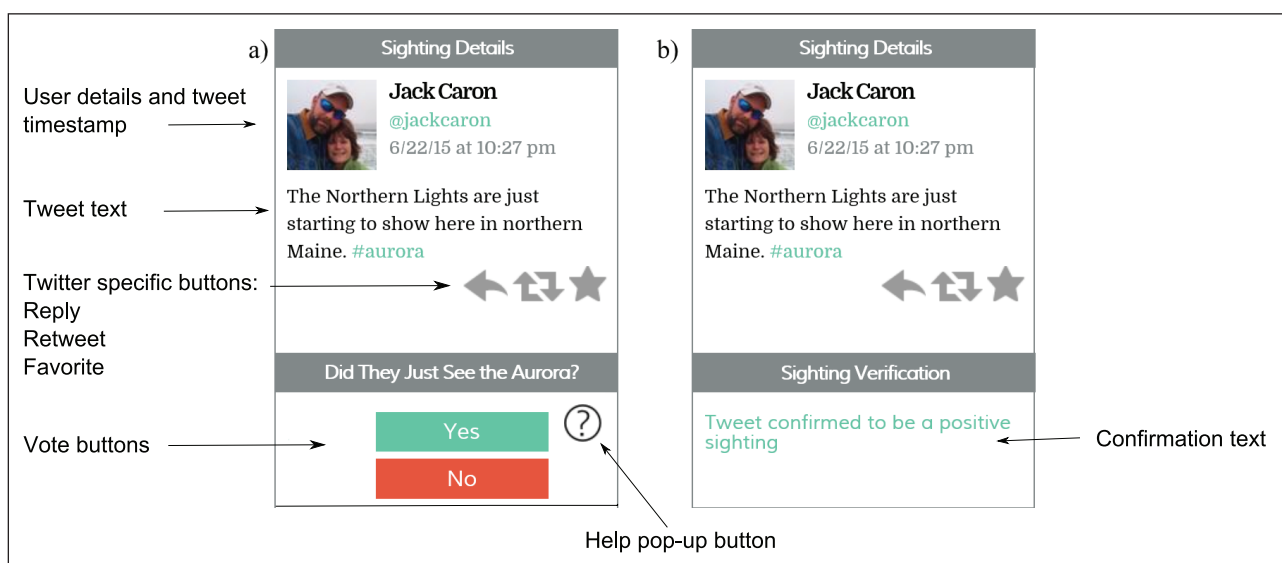 a)
Sighting Details
Jack Caron
@jackcaron
6/22/15 at 10:27 pm
The Northern Lights are just
starting to show here in northern
Maine. #aurora
Did They Just See the Aurora?
Yes
?
No
User details and tweet
timestamp
Tweet text
Twitter specific buttons:
Reply
Retweet
Favorite
Vote buttons
Help pop-up button
b)
Sighting Details
Jack Caron
@jackcaron
6/22/15 at 10:27 pm
The Northern Lights are just
starting to show here in northern
Maine. #aurora
Sighting Verification
Tweet confirmed to be a positive
sighting
Confirmation text